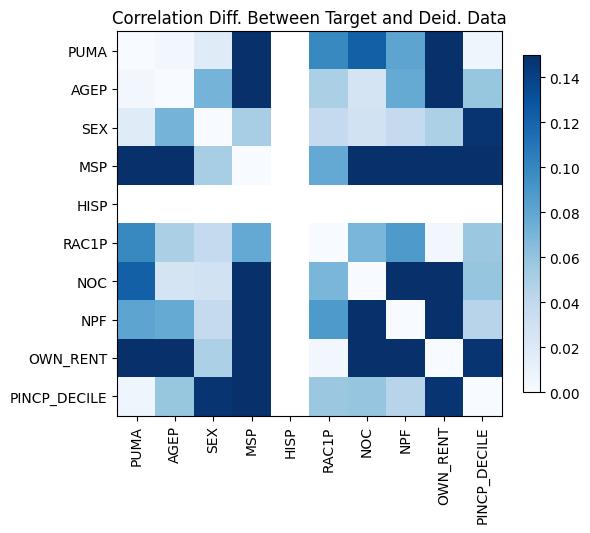 Correlation Diff. Between Target and Deid. Data
PUMA
AGEP
SEX
MSP
HISP
RAC1P
NOC
NPF
OWN_RENT
PINCP_DECILE
PUMA
AGEP
SEX
MSP
HISP
RAC1P
NOC
NPF
OWN_RENT
PINCP_DECILE
0.14
0.12
0.10
0.08
0.06
0.04
0.02
0.00